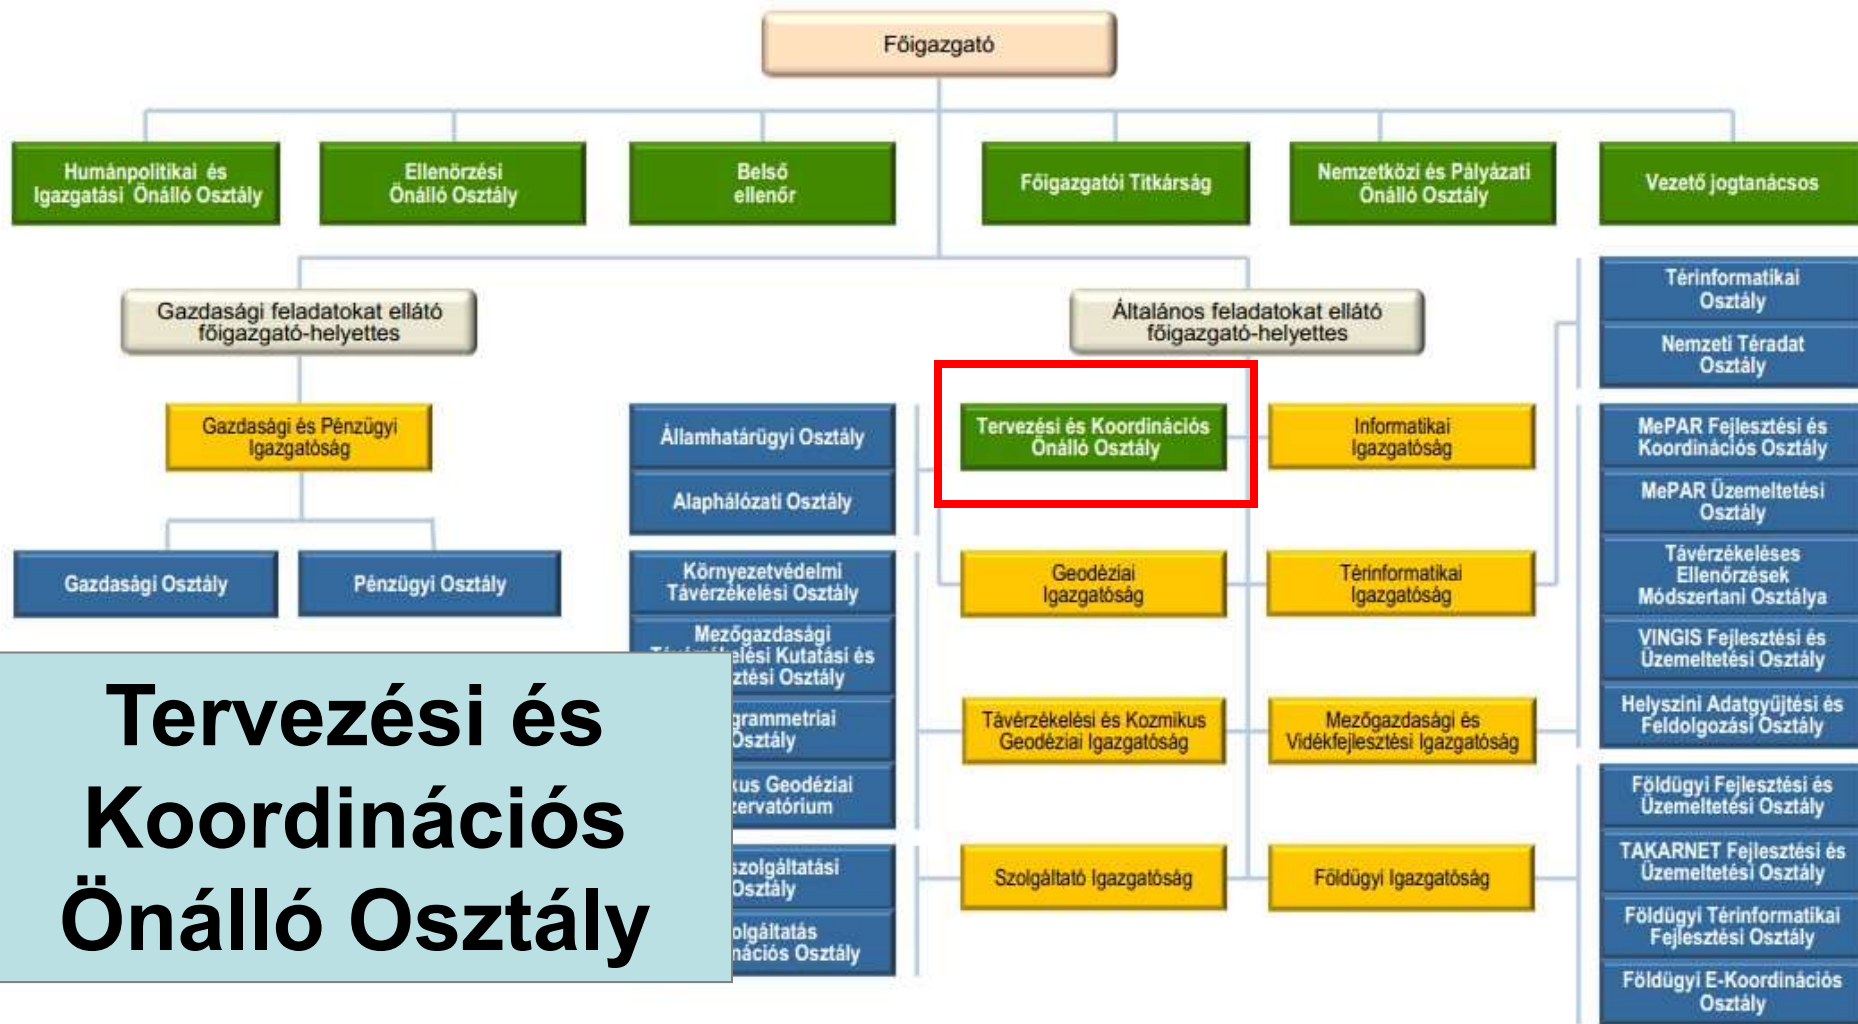 Főigazgató
Humánpolitikai és
Igazgatási Önálló Osztály
Ellenörzési
Önálló Osztály
Belső
ellenőr
Főigazgatói Titkárság
Nemzetközi és Pályázati
Önálló Osztály
Vezető jogtanácsos
Gazdasági feladatokat ellátó
főigazgató-helyettes
Általános feladatokat ellátó
főigazgató-helyettes
Térinformatikai
Osztály
Nemzeti Téradat
Osztály
Gazdasági és Pénzügyi
Igazgatóság
Államhatárügyi Osztály
Alaphálózati Osztály
Tervezési és Koordinációs
Önálló Osztály
Informatikai
Igazgatóság
MePAR Fejlesztési és
Koordinációs Osztály
MePAR Üzemeltetési
Osztály
Gazdasági Osztály
Pénzügyi Osztály
Környezetvédelmi
Távérzékelési Osztály
Geodéziai
Igazgatóság
Térinformatikai
Igazgatóság
Távérzékeléses
Ellenőrzések
Módszertani Osztálya
Mezőgazdasági
Kutatási és
Osztály
VINGIS Fejlesztési és
Üzemeltetési Osztály
Osztály
Távérzékelési és Kozmikus
Geodéziai Igazgatóság
Mezőgazdasági és
Vidékfejlesztési Igazgatóság
Helyszíni Adatgyűjtési és
Feldolgozási Osztály
Geodéziai
Földügyi Fejlesztési és
Üzemeltetési Osztály
Osztály
Szolgáltató Igazgatóság
Földügyi Igazgatóság
TAKARNET Fejlesztési és
Üzemeltetési Osztály
Osztály
Földügyi Térinformatikai
Fejlesztési Osztály
Földügyi E-Koordinációs
Osztály
Tervezési és
Koordinációs
Önálló Osztály